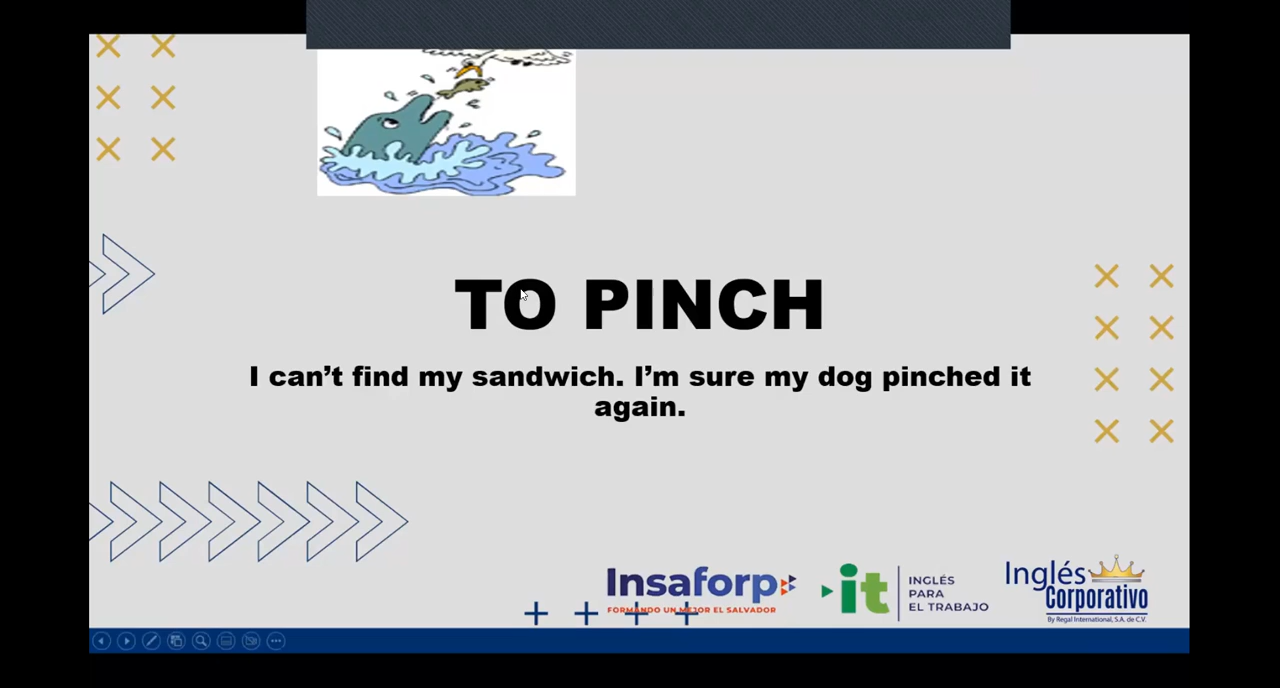 TO PINCH
I can’t find my sandwich. I’m sure my dog pinched it
again.
Insaforp
FORMANDO UN MEJOR EL SALVADOR
it
INGLÉS
PARA
EL TRABAJO
Inglés
Corporativo
By Regal International, S.A. de C.V.